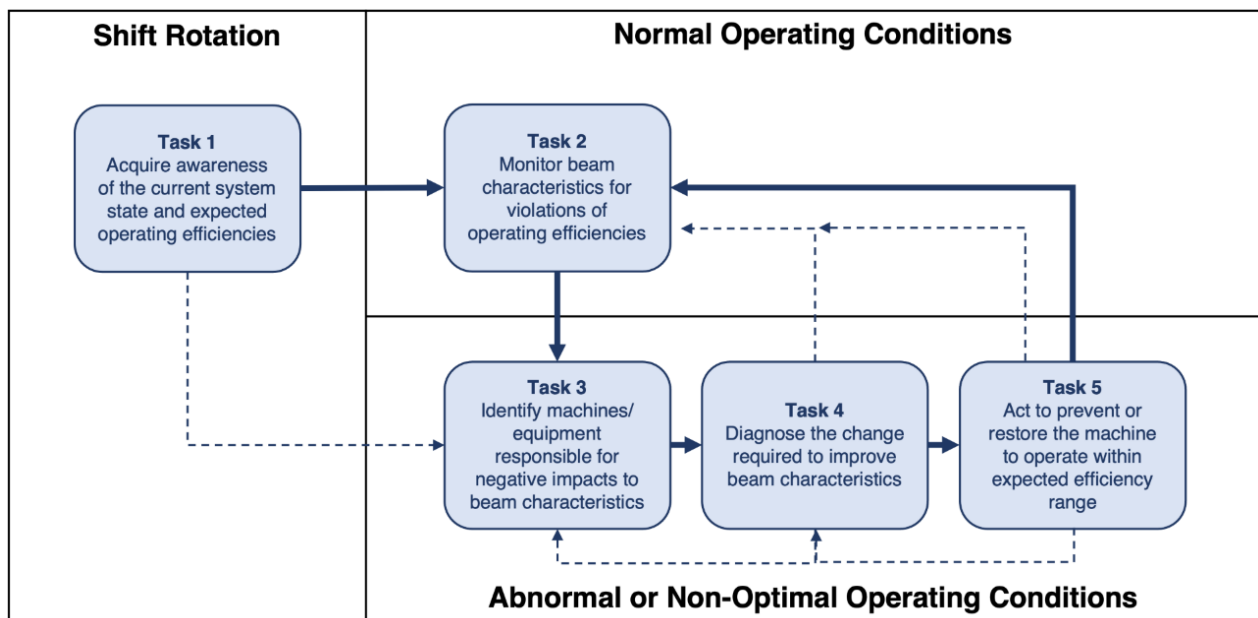 Shift Rotation
Normal Operating Conditions
Task 1
Acquire awareness
of the current system
state and expected
operating efficiencies
Task 2
Monitor beam
characteristics for
violations of
operating efficiencies
Task 3
Identify machines/
equipment
responsible for
negative impacts to
beam characteristics
Task 4
Diagnose the change
required to improve
beam characteristics
Task 5
Act to prevent or
restore the machine
to operate within
expected efficiency
range
Abnormal or Non-Optimal Operating Conditions